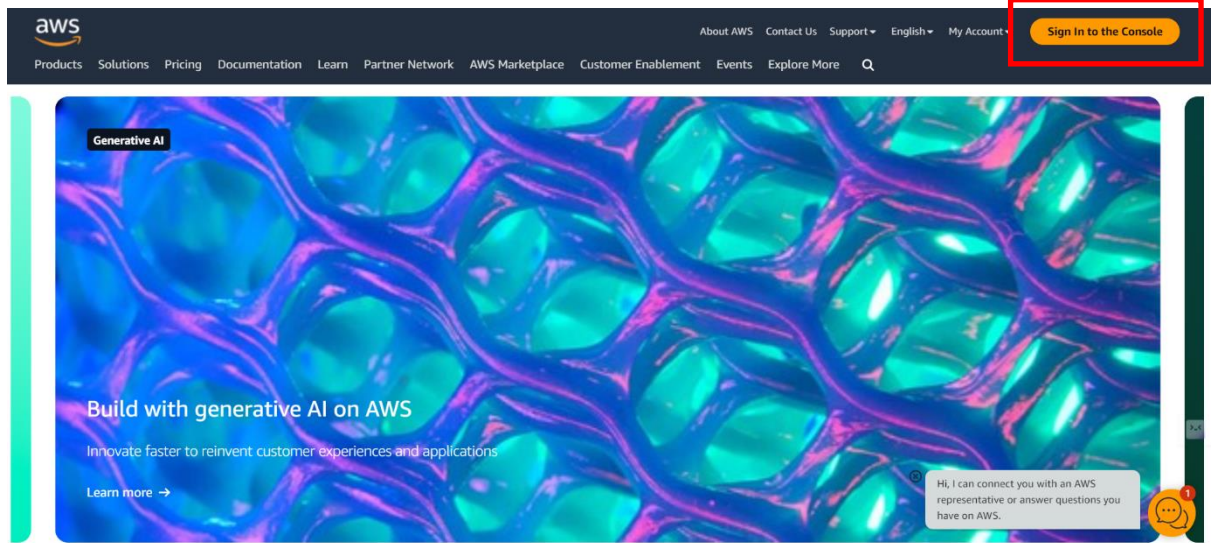 aws
About AWS Contact Us Support English My Account Sign In to the Console
Products Solutions Pricing Documentation Learn Partner Network AWS Marketplace Customer Enablement Events Explore More
Generative AI
Build with generative AI on AWS
Innovate faster to reinvent customer experiences and applications
Learn more →
Hi, I can connect you with an AWS
representative or answer questions you
have on AWS.
1